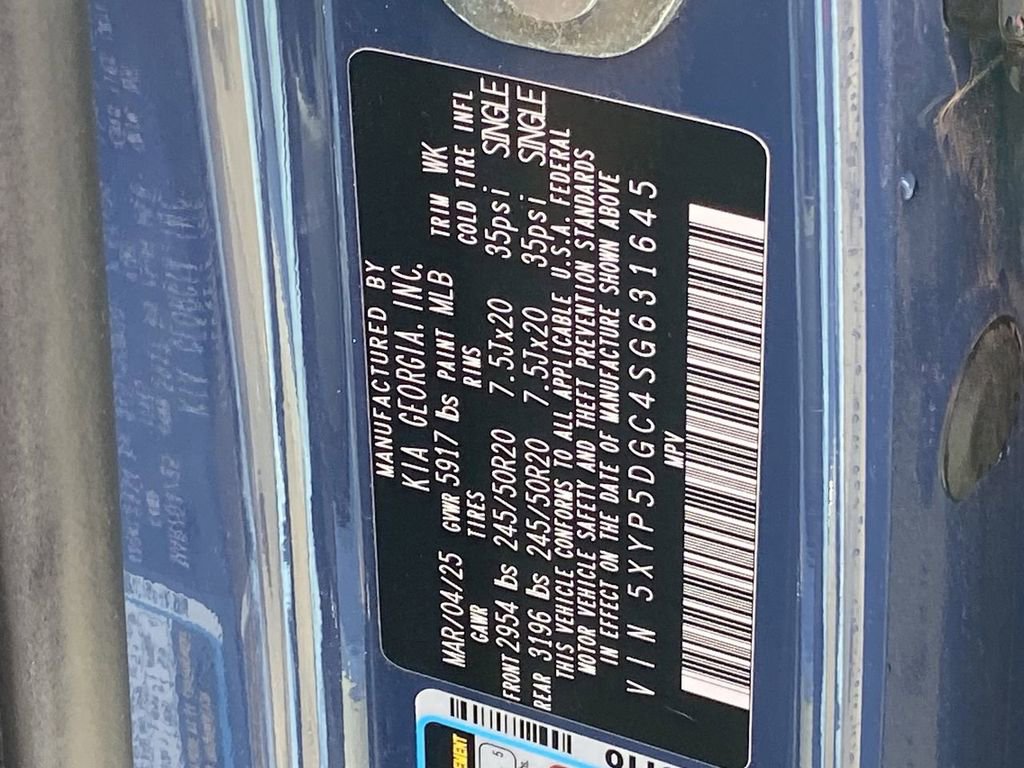 MANUFACTURED BY
KIA GEORGIA, INC.
MAR/04/25 GVWR 5917 lbs PAINT MLB TRIM WK
GAWR TIRES RIMS COLD TIRE INFL
FRONT 2954 lbs 245/50R20 7.5Jx20 35psi SINGLE
REAR 3196 lbs 245/50R20 7.5Jx20 35psi SINGLE
THIS VEHICLE CONFORMS TO ALL APPLICABLE U.S.A. FEDERAL
MOTOR VEHICLE SAFETY AND THEFT PREVENTION STANDARDS
IN EFFECT ON THE DATE OF MANUFACTURE SHOWN ABOVE
VIN 5XYP5DGC4SG631645
MPV